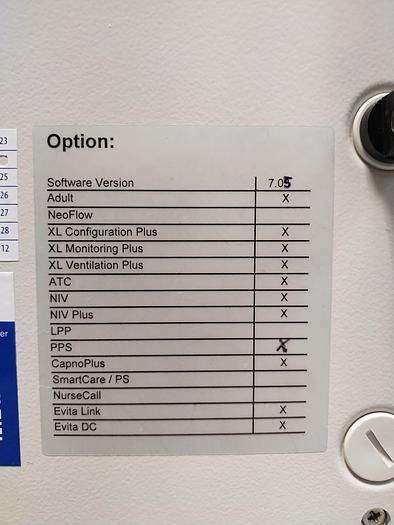 Option:
Software Version 7.05
Adult X
NeoFlow
XL Configuration Plus X
XL Monitoring Plus X
XL Ventilation Plus X
ATC X
NIV X
NIV Plus X
LPP
PPS X
CapnoPlus X
SmartCare / PS
NurseCall
Evita Link X
Evita DC X
23
25
26
27
28
12
er